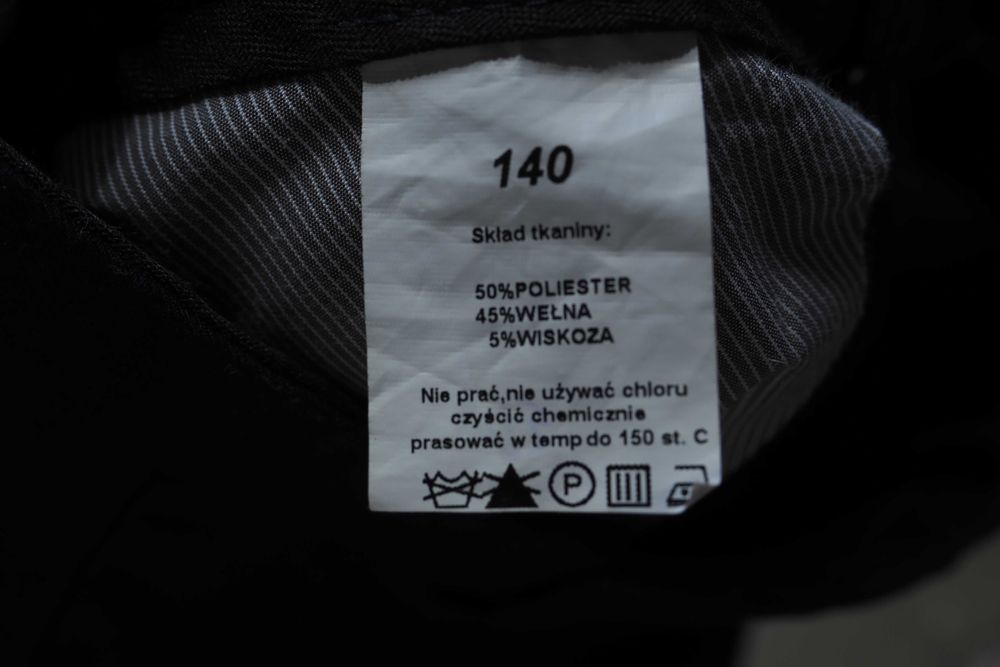 140
Skład tkaniny:
50%POLIESTER
45%WEŁNA
5%WISKOZA
Nie prać,nie używać chloru
czyścić chemicznie
prasować w temp do 150 st. C
P